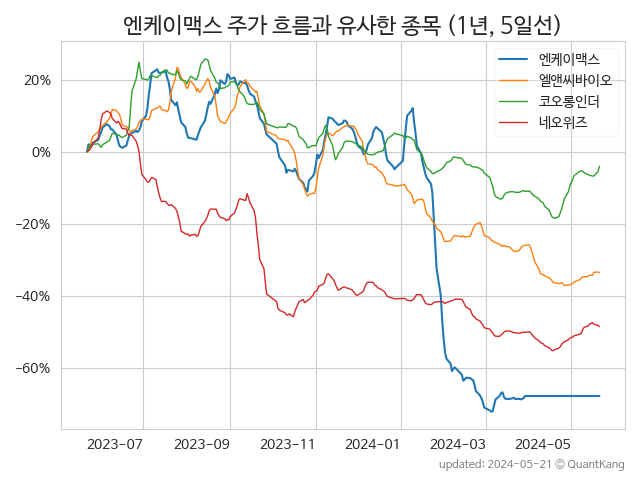 엔케이맥스 주가 흐름과 유사한 종목 (1년, 5일선)
엔케이맥스
엘앤씨바이오
코오롱인더
네오위즈
20%
0%
−20%
−40%
−60%
2023-07
2023-09
2023-11
2024-01
2024-03
2024-05
updated: 2024-05-21 © QuantKang